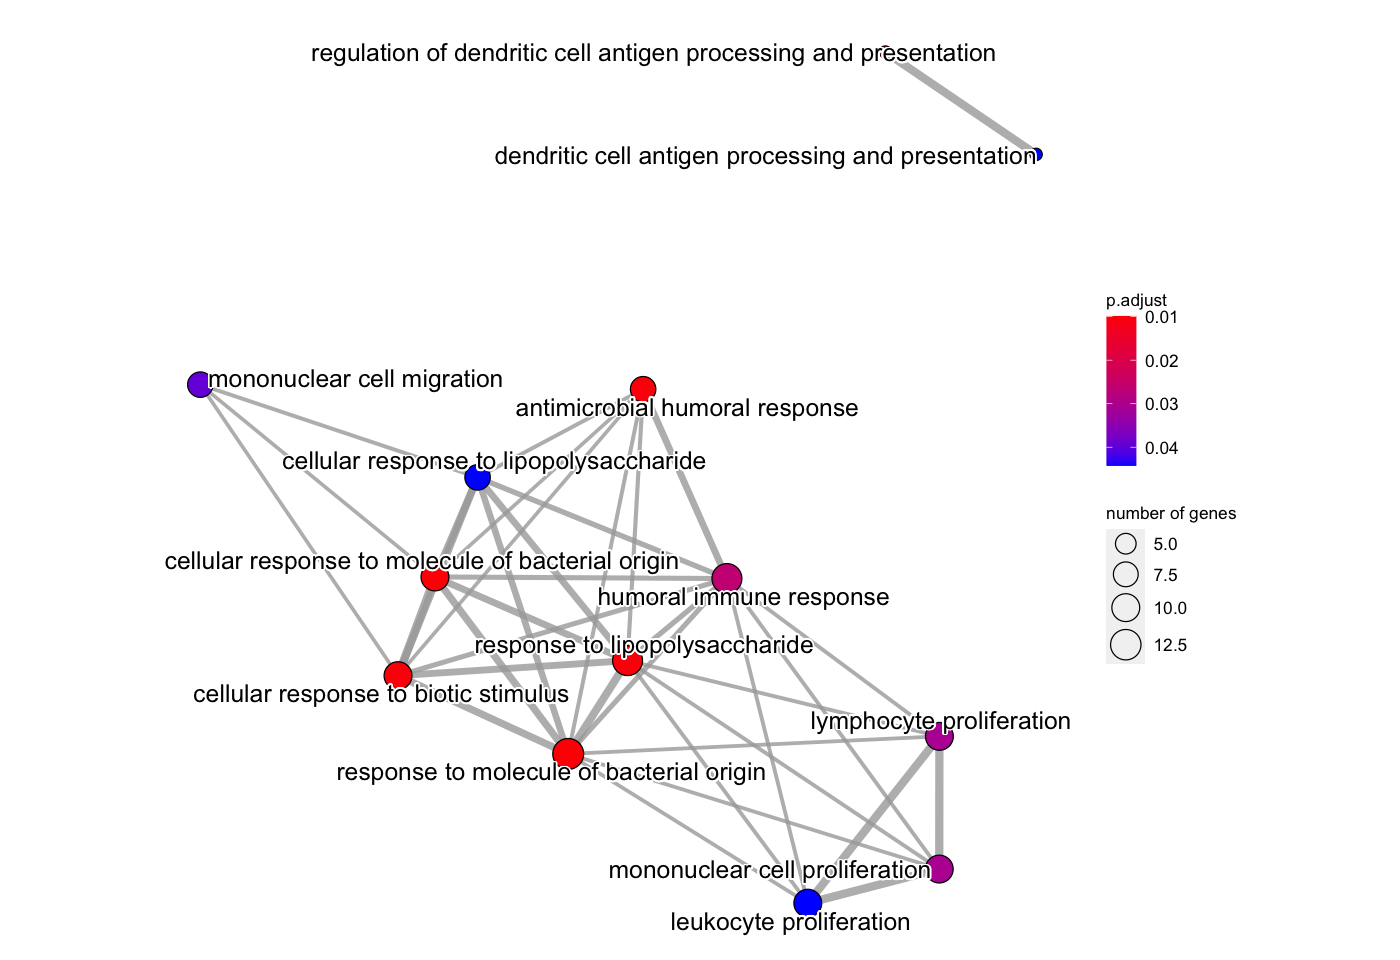 regulation of dendritic cell antigen processing and presentation
dendritic cell antigen processing and presentation
p.adjust
0.01
0.02
0.03
0.04
mononuclear cell migration
antimicrobial humoral response
cellular response to lipopolysaccharide
number of genes
5.0
7.5
10.0
12.5
cellular response to molecule of bacterial origin
humoral immune response
response to lipopolysaccharide
cellular response to biotic stimulus
lymphocyte proliferation
response to molecule of bacterial origin
mononuclear cell proliferation
leukocyte proliferation